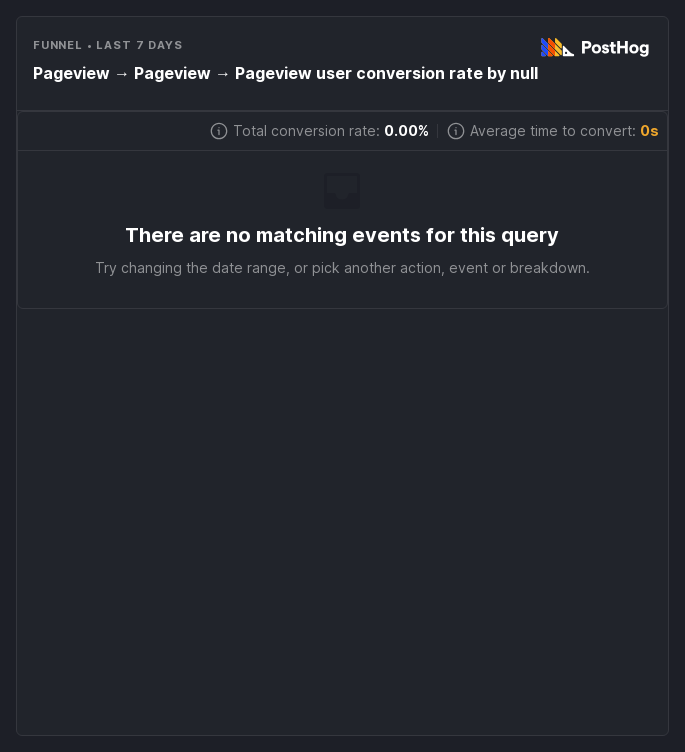 FUNNEL • LAST 7 DAYS
PostHog
Pageview → Pageview → Pageview user conversion rate by null
Total conversion rate: 0.00%
Average time to convert: 0s
There are no matching events for this query
Try changing the date range, or pick another action, event or breakdown.